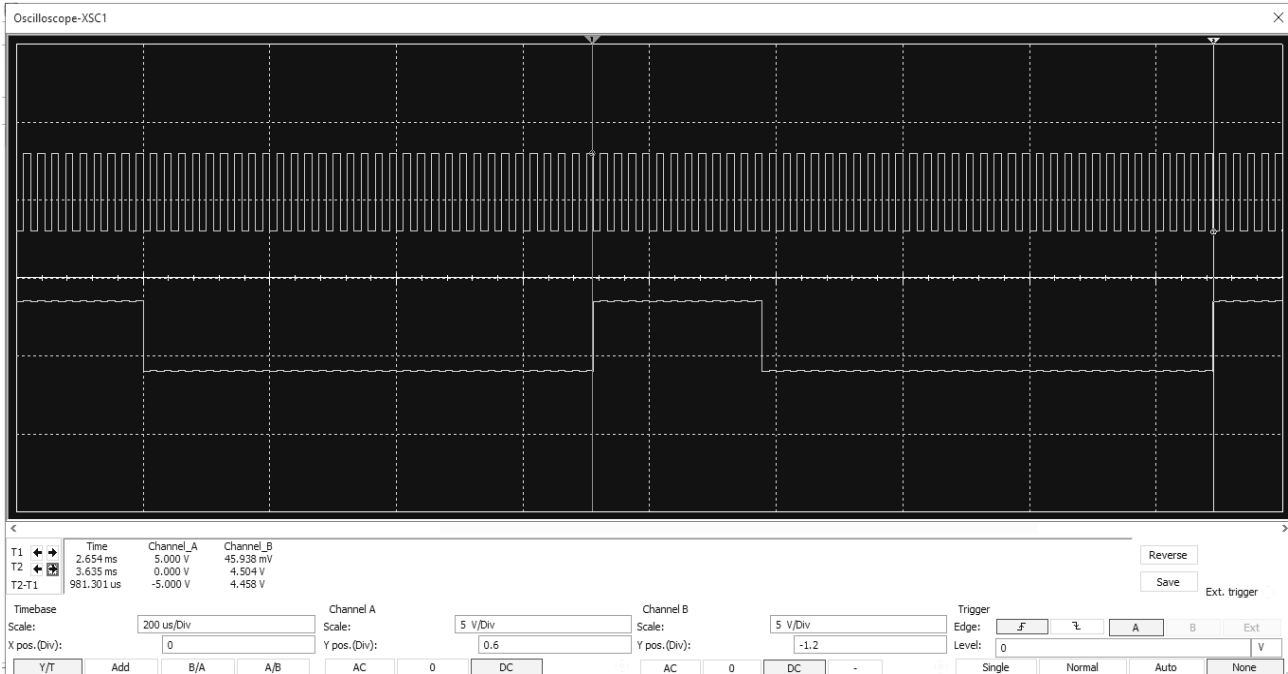 Oscilloscope-XSC1
T1
T2
T2-T1
Time Channel_A Channel_B
2.654 ms 5.000 V 45.938 mV
3.635 ms 0.000 V 4.504 V
981.301 us -5.000 V 4.458 V
Reverse
Save
Ext. trigger
Timebase
Scale: 200 us/Div
X pos.(Div): 0
Y/T Add B/A A/B
Channel A
Scale: 5 V/Div
Y pos.(Div): 0.6
AC 0 DC
Channel B
Scale: 5 V/Div
Y pos.(Div): -1.2
AC 0 DC -
Trigger
Edge: A B Ext
Level: 0 V
Single Normal Auto None